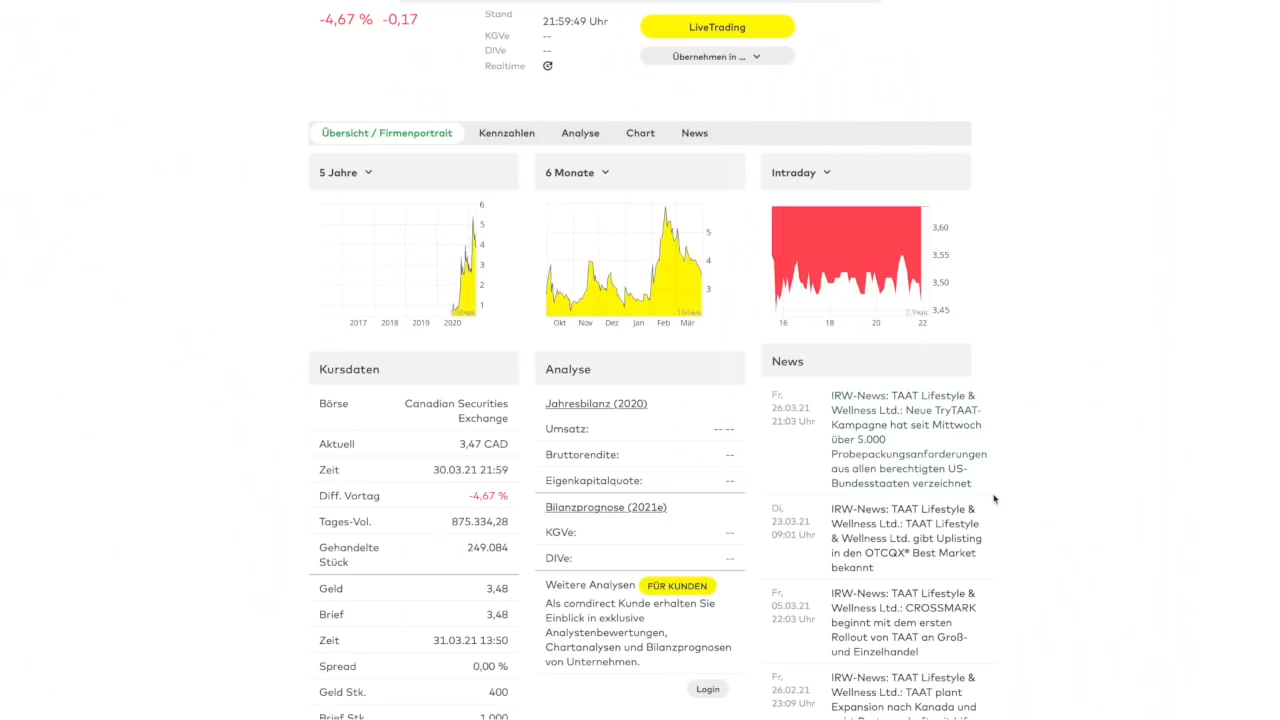 -4,67 % -0,17
Stand 21:59:49 Uhr
KGVe --
DIVe --
Realtime
LiveTrading
Übernehmen in ...
Übersicht / Firmenportrait Kennzahlen Analyse Chart News
5 Jahre
6
5
4
3
2
1
2017 2018 2019 2020
6 Monate
5
4
3
Okt Nov Dez Jan Feb Mär
Intraday
3,60
3,55
3,50
3,45
16 18 20 22
Kursdaten
Börse Canadian Securities
Exchange
Aktuell 3,47 CAD
Zeit 30.03.21 21:59
Diff. Vortag -4,67 %
Tages-Vol. 875.334,28
Gehandelte 249.084
Stück
Geld 3,48
Brief 3,48
Zeit 31.03.21 13:50
Spread 0,00 %
Geld Stk. 400
Brief Stk. 1.000
Analyse
Jahresbilanz (2020)
Umsatz: -- --
Bruttorendite: --
Eigenkapitalquote: --
Bilanzprognose (2021e)
KGVe: --
DIVe: --
Weitere Analysen FÜR KUNDEN
Als comdirect Kunde erhalten Sie
Einblick in exklusive
Analystenbewertungen,
Chartanalysen und Bilanzprognosen
von Unternehmen.
Login
News
Fr,
26.03.21
21:03 Uhr
IRW-News: TAAT Lifestyle &
Wellness Ltd.: Neue TryTAAT-
Kampagne hat seit Mittwoch
über 5.000
Probepackungsanforderungen
aus allen berechtigten US-
Bundesstaaten verzeichnet
Di,
23.03.21
09:01 Uhr
IRW-News: TAAT Lifestyle &
Wellness Ltd.: TAAT Lifestyle
& Wellness Ltd. gibt Uplisting
in den OTCQX® Best Market
bekannt
Fr,
05.03.21
22:03 Uhr
IRW-News: TAAT Lifestyle &
Wellness Ltd.: CROSSMARK
beginnt mit dem ersten
Rollout von TAAT an Groß-
und Einzelhandel
Fr,
26.02.21
23:09 Uhr
IRW-News: TAAT Lifestyle &
Wellness Ltd.: TAAT plant
Expansion nach Kanada und